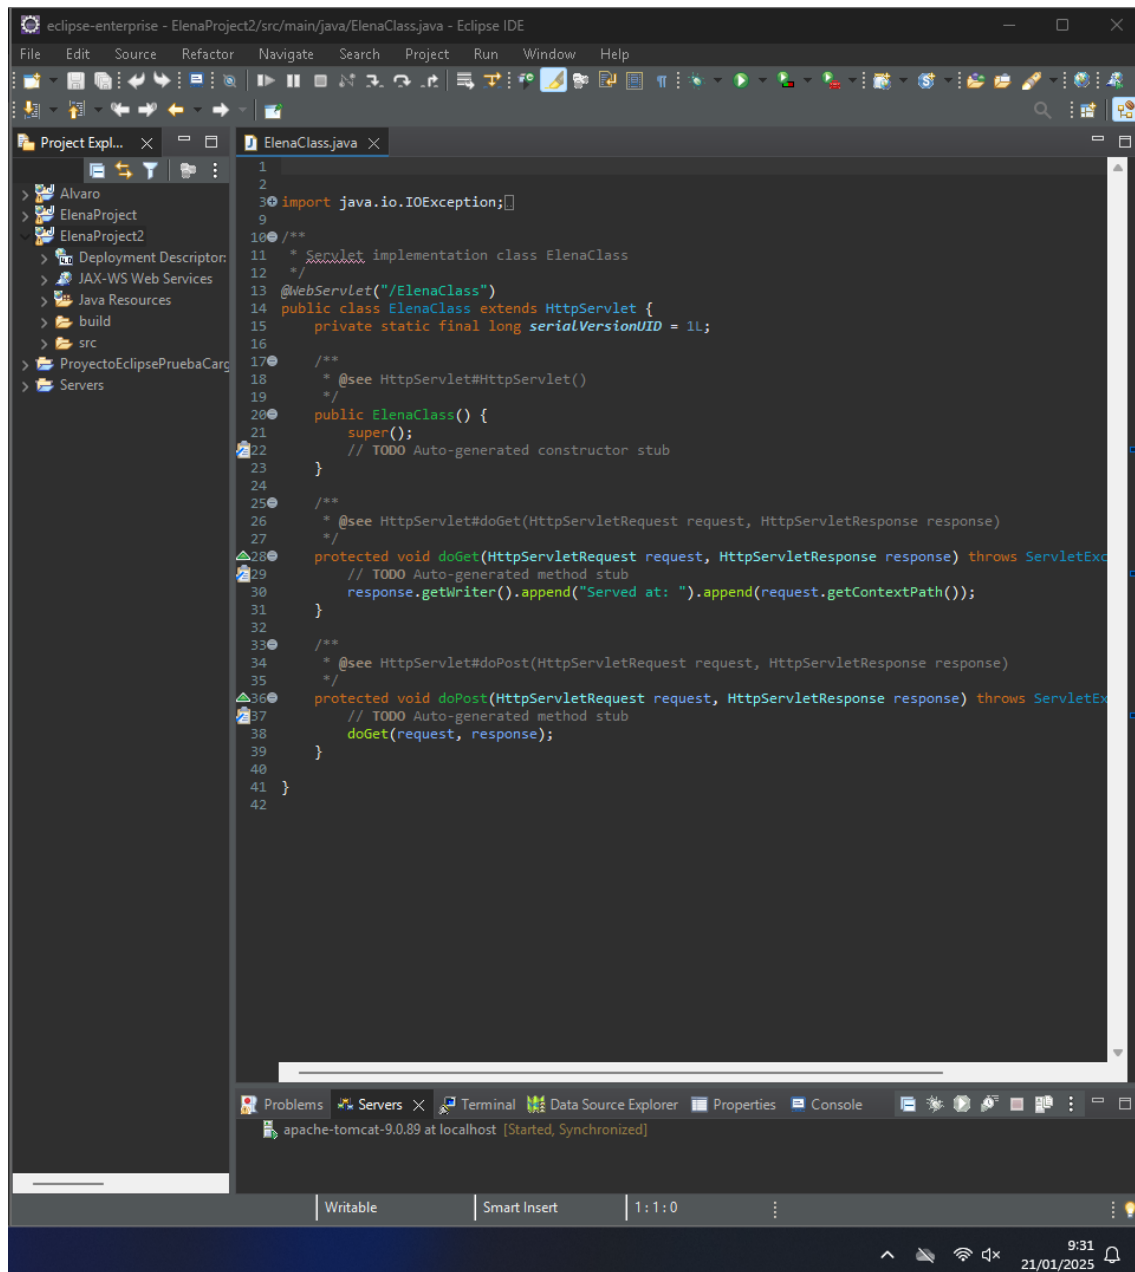 eclipse-enterprise - ElenaProject2/src/main/java/ElenaClass.java - Eclipse IDE
File Edit Source Refactor Navigate Search Project Run Window Help
Project Expl...
Alvaro
ElenaProject
ElenaProject2
Deployment Descriptor:
JAX-WS Web Services
Java Resources
build
src
ProyectoEclipsePruebaCarg
Servers
ElenaClass.java
1
2
3 import java.io.IOException;
9
10 /**
11 * Servlet implementation class ElenaClass
12 */
13 @WebServlet("/ElenaClass")
14 public class ElenaClass extends HttpServlet {
15 private static final long serialVersionUID = 1L;
16
17 /**
18 * @see HttpServlet#HttpServlet()
19 */
20 public ElenaClass() {
21 super();
22 // TODO Auto-generated constructor stub
23 }
24
25 /**
26 * @see HttpServlet#doGet(HttpServletRequest request, HttpServletResponse response)
27 */
28 protected void doGet(HttpServletRequest request, HttpServletResponse response) throws ServletExc
29 // TODO Auto-generated method stub
30 response.getWriter().append("Served at: ").append(request.getContextPath());
31 }
32
33 /**
34 * @see HttpServlet#doPost(HttpServletRequest request, HttpServletResponse response)
35 */
36 protected void doPost(HttpServletRequest request, HttpServletResponse response) throws ServletEx
37 // TODO Auto-generated method stub
38 doGet(request, response);
39 }
40
41 }
42
Problems Servers Terminal Data Source Explorer Properties Console
apache-tomcat-9.0.89 at localhost [Started, Synchronized]
Writable Smart Insert 1:1:0
9:31
21/01/2025